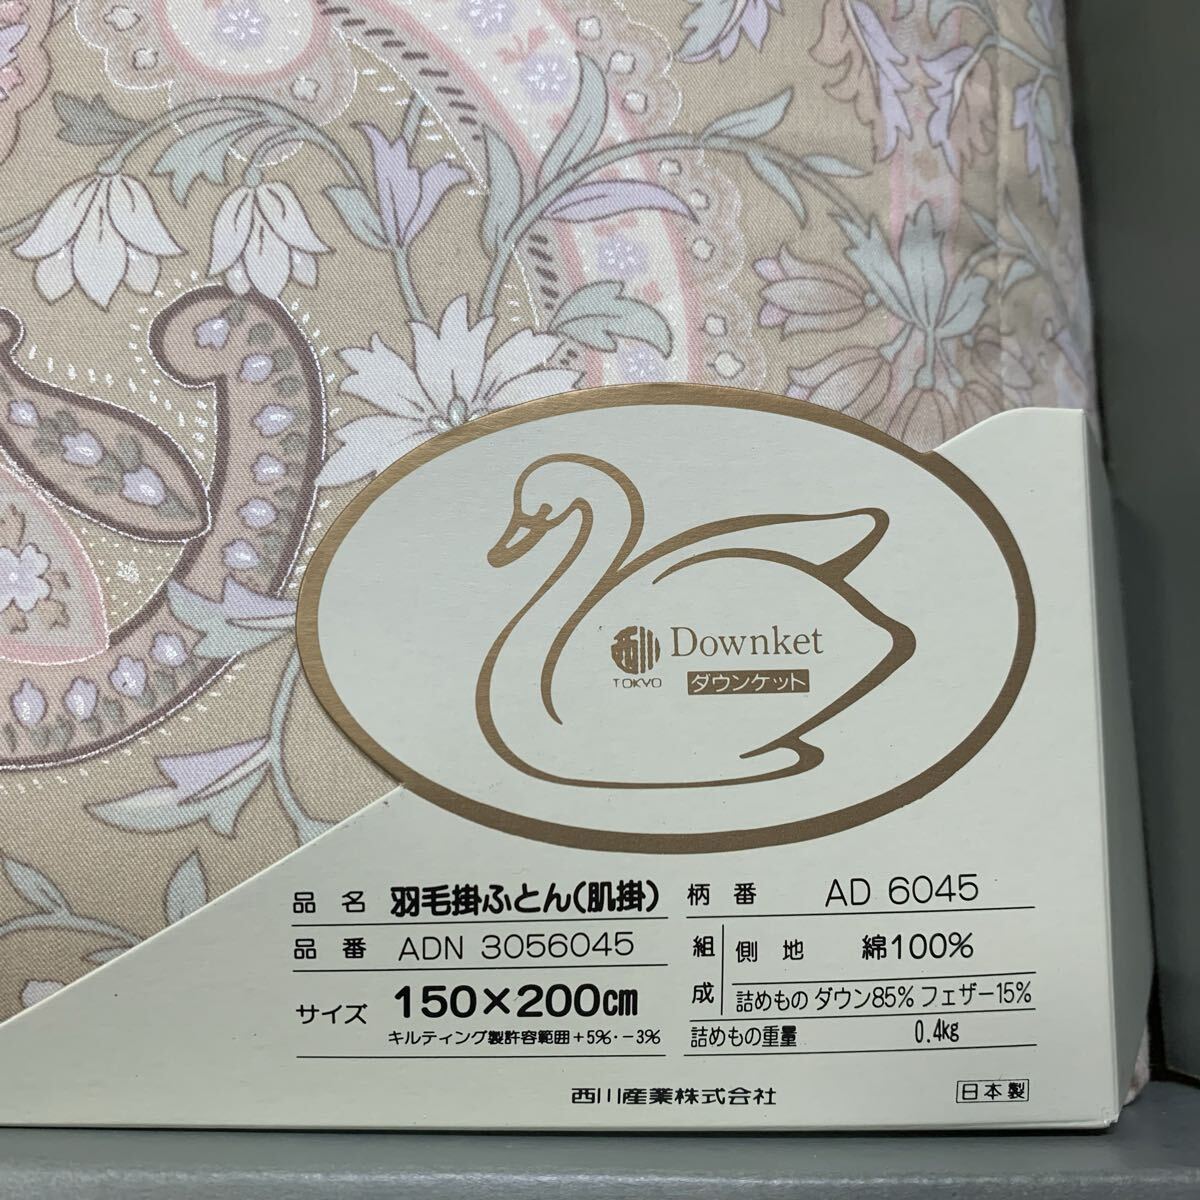 西川 Downket
TOKYO ダウンケット
品名 羽毛掛ふとん(肌掛)
品番 ADN 3056045
サイズ 150×200cm
キルティング製許容範囲+5%・-3%
柄番 AD 6045
組成 側地 綿100%
詰めもの ダウン85% フェザー15%
詰めもの重量 0.4kg
西川産業株式会社 日本製